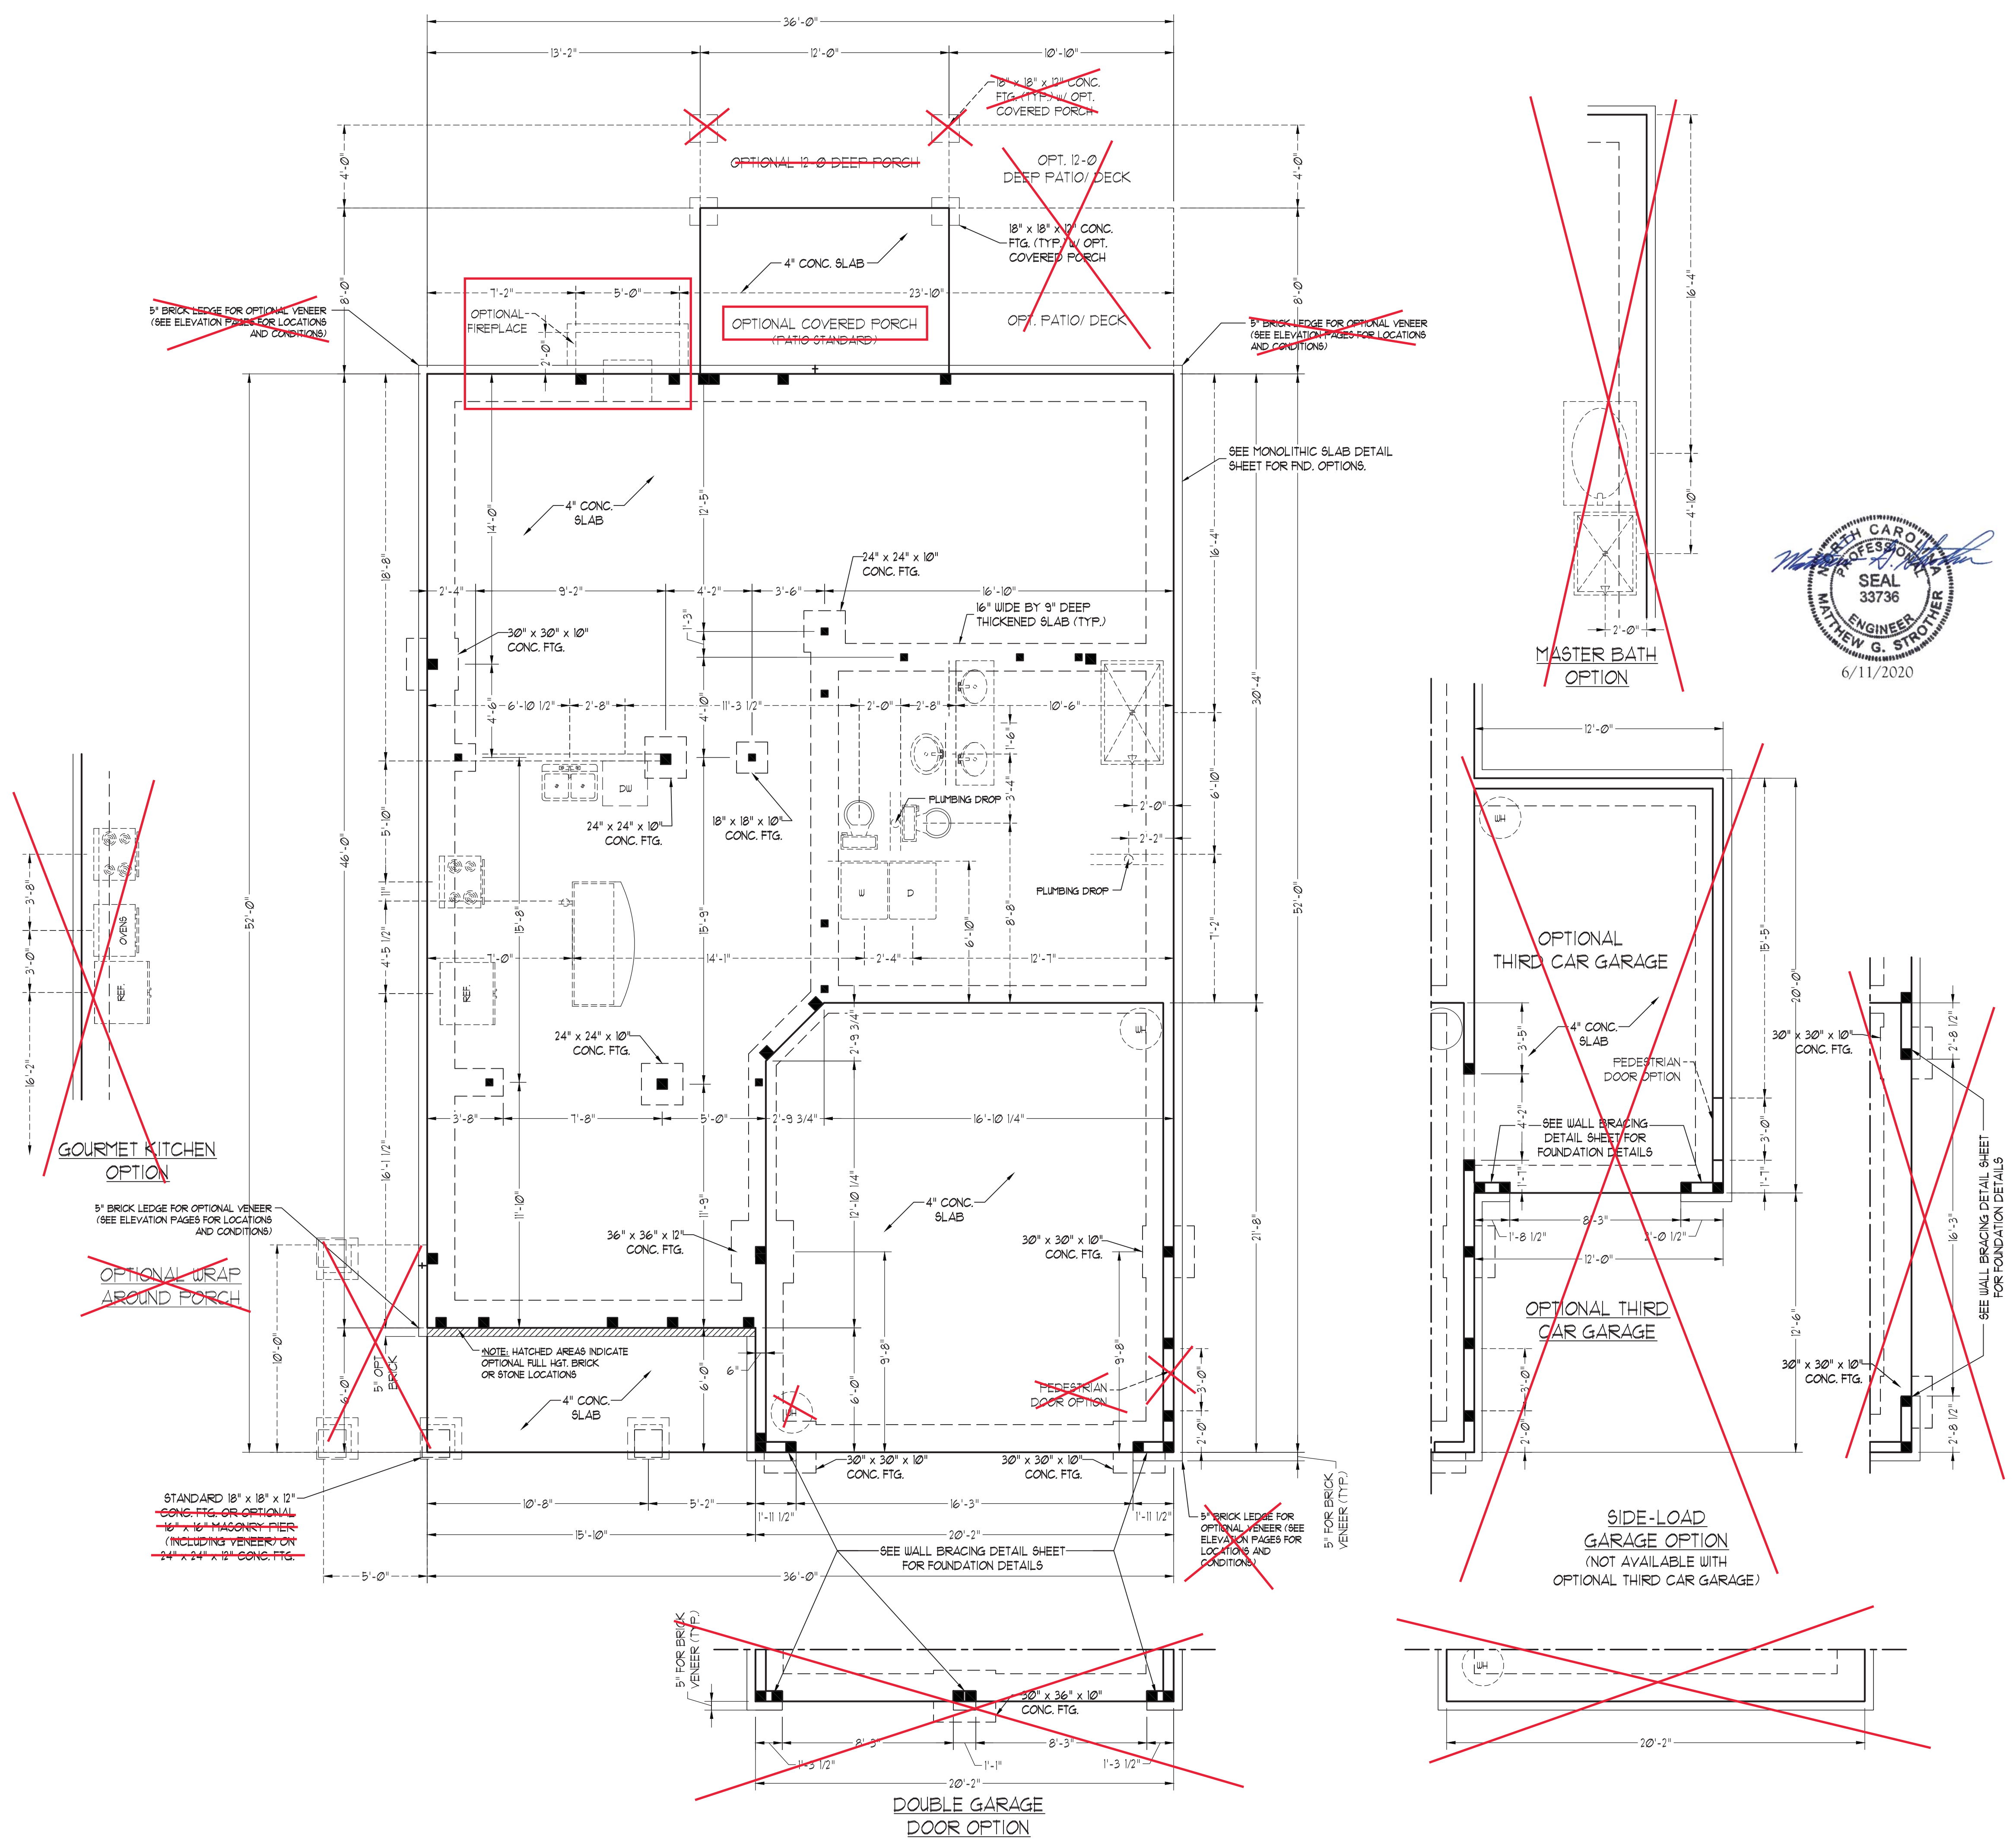 36'-0"
13'-2"
12'-0"
10'-10"
18" x 18" x 12" CONC.
FTG. (TYP.) w/ OPT.
COVERED PORCH
4'-0"
OPTIONAL 12-0 DEEP PORCH
OPT. 12-0
DEEP PATIO/ DECK
4'-0"
18" x 18" x 12" CONC.
FTG. (TYP.) w/ OPT.
COVERED PORCH
4" CONC. SLAB
8'-0"
8'-0"
7'-2"
5'-0"
23'-10"
5" BRICK LEDGE FOR OPTIONAL VENEER
(SEE ELEVATION PAGES FOR LOCATIONS
AND CONDITIONS)
OPTIONAL
FIREPLACE
2'-0"
OPTIONAL COVERED PORCH
(PATIO STANDARD)
OPT. PATIO/ DECK
5" BRICK LEDGE FOR OPTIONAL VENEER
(SEE ELEVATION PAGES FOR LOCATIONS
AND CONDITIONS)
SEE MONOLITHIC SLAB DETAIL
SHEET FOR FND. OPTIONS.
4" CONC.
SLAB
14'-0"
12'-5"
18'-8"
16'-4"
30'-4"
24" x 24" x 10"
CONC. FTG.
2'-4"
9'-2"
4'-2"
3'-6"
16'-10"
1'-3"
16" WIDE BY 9" DEEP
THICKENED SLAB (TYP.)
30" x 30" x 10"
CONC. FTG.
4'-6"
6'-10 1/2"
2'-8"
11'-3 1/2"
4'-10"
2'-0"
2'-8"
10'-6"
1'-6"
DW
24" x 24" x 10"
CONC. FTG.
18" x 18" x 10"
CONC. FTG.
PLUMBING DROP
3'-4"
2'-0"
6'-10"
2'-2"
PLUMBING DROP
5'-10"
46'-0"
11"
52'-0"
4'-5 1/2"
15'-8"
15'-9"
W
D
6'-10"
8'-8"
7'-2"
52'-0"
7'-0"
14'-1"
2'-4"
12'-7"
REF.
24" x 24" x 10"
CONC. FTG.
2'-9 3/4"
WH
3'-8"
7'-8"
5'-0"
2'-9 3/4"
16'-10 1/4"
16'-1 1/2"
11'-10"
11'-9"
12'-10 1/4"
4" CONC.
SLAB
21'-8"
36" x 36" x 12"
CONC. FTG.
30" x 30" x 10"
CONC. FTG.
9'-8"
9'-8"
5" BRICK LEDGE FOR OPTIONAL VENEER
(SEE ELEVATION PAGES FOR LOCATIONS
AND CONDITIONS)
OPTIONAL WRAP
AROUND PORCH
10'-0"
6'-0"
5" OPT.
BRICK
*NOTE: HATCHED AREAS INDICATE
OPTIONAL FULL HGT. BRICK
OR STONE LOCATIONS
4" CONC.
SLAB
6'-0"
6"
6'-0"
WH
PEDESTRIAN
DOOR OPTION
3'-0"
2'-0"
30" x 30" x 10"
CONC. FTG.
30" x 30" x 10"
CONC. FTG.
STANDARD 18" x 18" x 12"
CONC. FTG. OR OPTIONAL
16" x 16" MASONRY PIER
(INCLUDING VENEER) ON
24" x 24" x 12" CONC. FTG.
10'-8"
5'-2"
1'-11 1/2"
16'-3"
1'-11 1/2"
15'-10"
20'-2"
5'-0"
36'-0"
SEE WALL BRACING DETAIL SHEET
FOR FOUNDATION DETAILS
5" BRICK LEDGE FOR
OPTIONAL VENEER (SEE
ELEVATION PAGES FOR
LOCATIONS AND
CONDITIONS)
5" FOR BRICK
VENEER (TYP.)
5" FOR BRICK
VENEER (TYP.)
30" x 36" x 10"
CONC. FTG.
8'-3"
8'-3"
1'-3 1/2"
1'-1"
1'-3 1/2"
20'-2"
DOUBLE GARAGE
DOOR OPTION
3'-8"
3'-0"
16'-2"
OVENS
REF.
GOURMET KITCHEN
OPTION
16'-4"
4'-10"
2'-0"
MASTER BATH
OPTION
NORTH CAROLINA
PROFESSIONAL
SEAL
33736
ENGINEER
MATTHEW G. STROTHER
6/11/2020
12'-0"
WH
15'-5"
20'-0"
OPTIONAL
THIRD CAR GARAGE
4" CONC.
SLAB
3'-5"
PEDESTRIAN
DOOR OPTION
4'-2"
SEE WALL BRACING
DETAIL SHEET FOR
FOUNDATION DETAILS
3'-0"
1'-7"
1'-7"
8'-3"
1'-8 1/2"
2'-0 1/2"
12'-0"
OPTIONAL THIRD
CAR GARAGE
12'-6"
3'-0"
2'-0"
30" x 30" x 10"
CONC. FTG.
2'-8 1/2"
16'-3"
SEE WALL BRACING DETAIL SHEET
FOR FOUNDATION DETAILS
30" x 30" x 10"
CONC. FTG.
2'-8 1/2"
SIDE-LOAD
GARAGE OPTION
(NOT AVAILABLE WITH
OPTIONAL THIRD CAR GARAGE)
WH
20'-2"